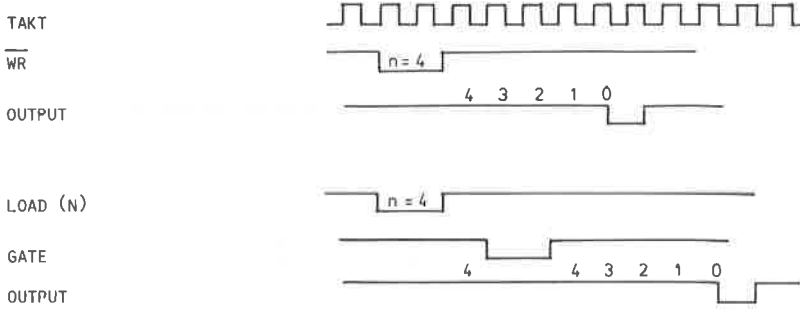 TAKT
WR
n = 4
4 3 2 1 0
OUTPUT
LOAD (N)
n = 4
GATE
4 4 3 2 1 0
OUTPUT